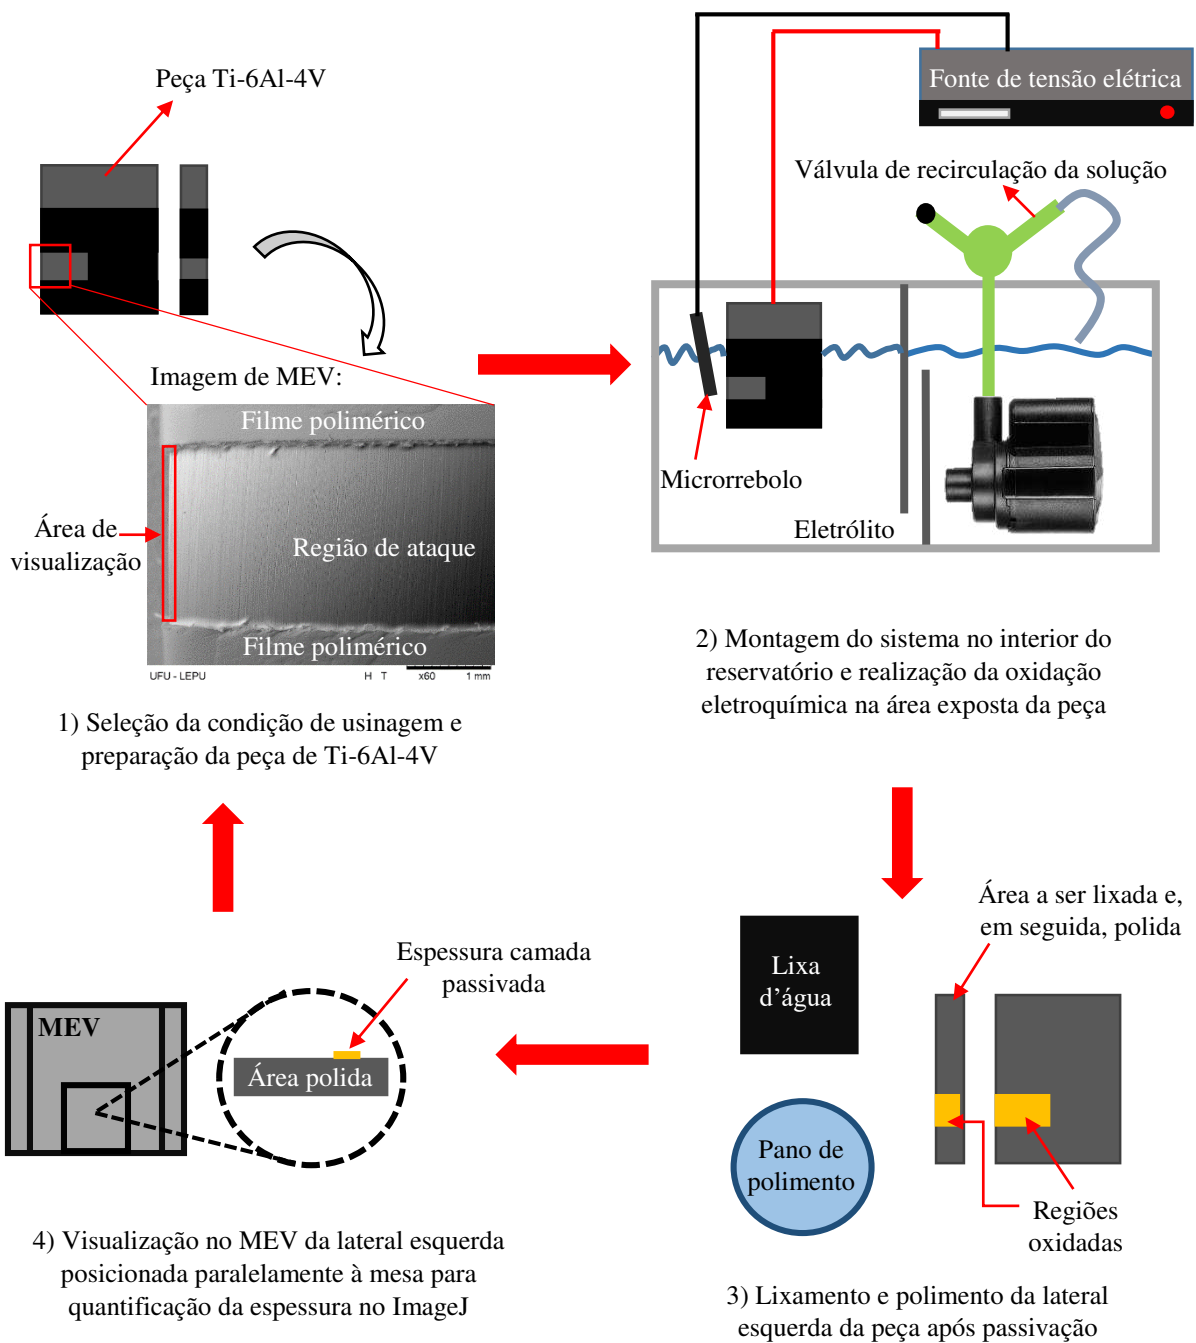 Peça Ti-6Al-4V
Imagem de MEV:
Filme polimérico
Área de
visualização
Região de ataque
Filme polimérico
UFU - LEPU
H T
x60
1 mm
1) Seleção da condição de usinagem e
preparação da peça de Ti-6Al-4V
Fonte de tensão elétrica
Válvula de recirculação da solução
Microrrebolo
Eletrólito
2) Montagem do sistema no interior do
reservatório e realização da oxidação
eletroquímica na área exposta da peça
Área a ser lixada e,
em seguida, polida
Lixa
d’água
Pano de
polimento
Regiões
oxidadas
3) Lixamento e polimento da lateral
esquerda da peça após passivação
Espessura camada
passivada
MEV
Área polida
4) Visualização no MEV da lateral esquerda
posicionada paralelamente à mesa para
quantificação da espessura no ImageJ